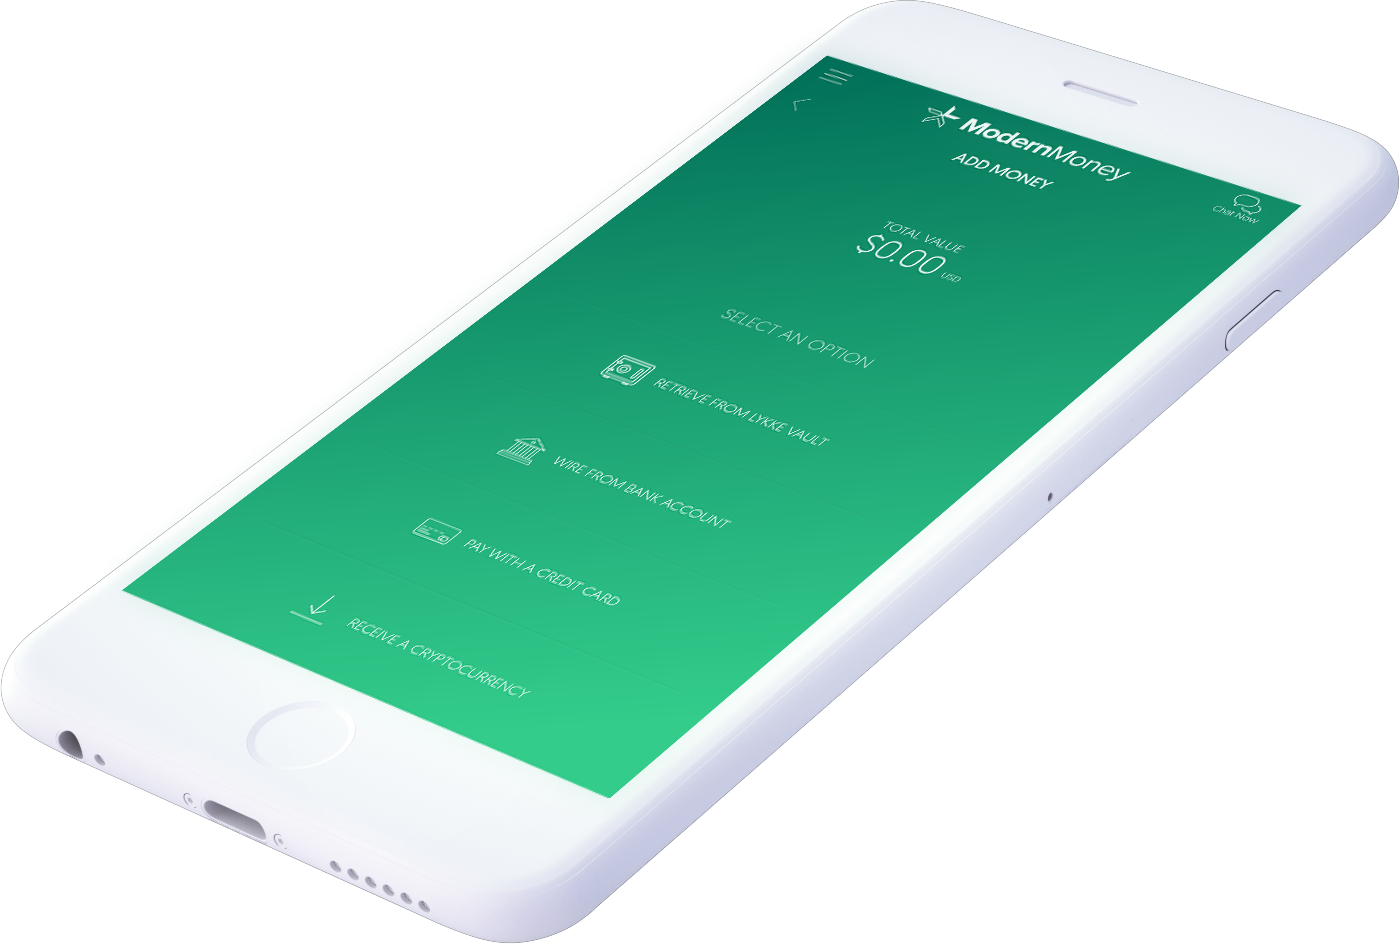 ModernMoney
ADD MONEY
Chat Now
TOTAL VALUE
$0.00 USD
SELECT AN OPTION
RETRIEVE FROM LYKKE VAULT
WIRE FROM BANK ACCOUNT
PAY WITH A CREDIT CARD
RECEIVE A CRYPTOCURRENCY